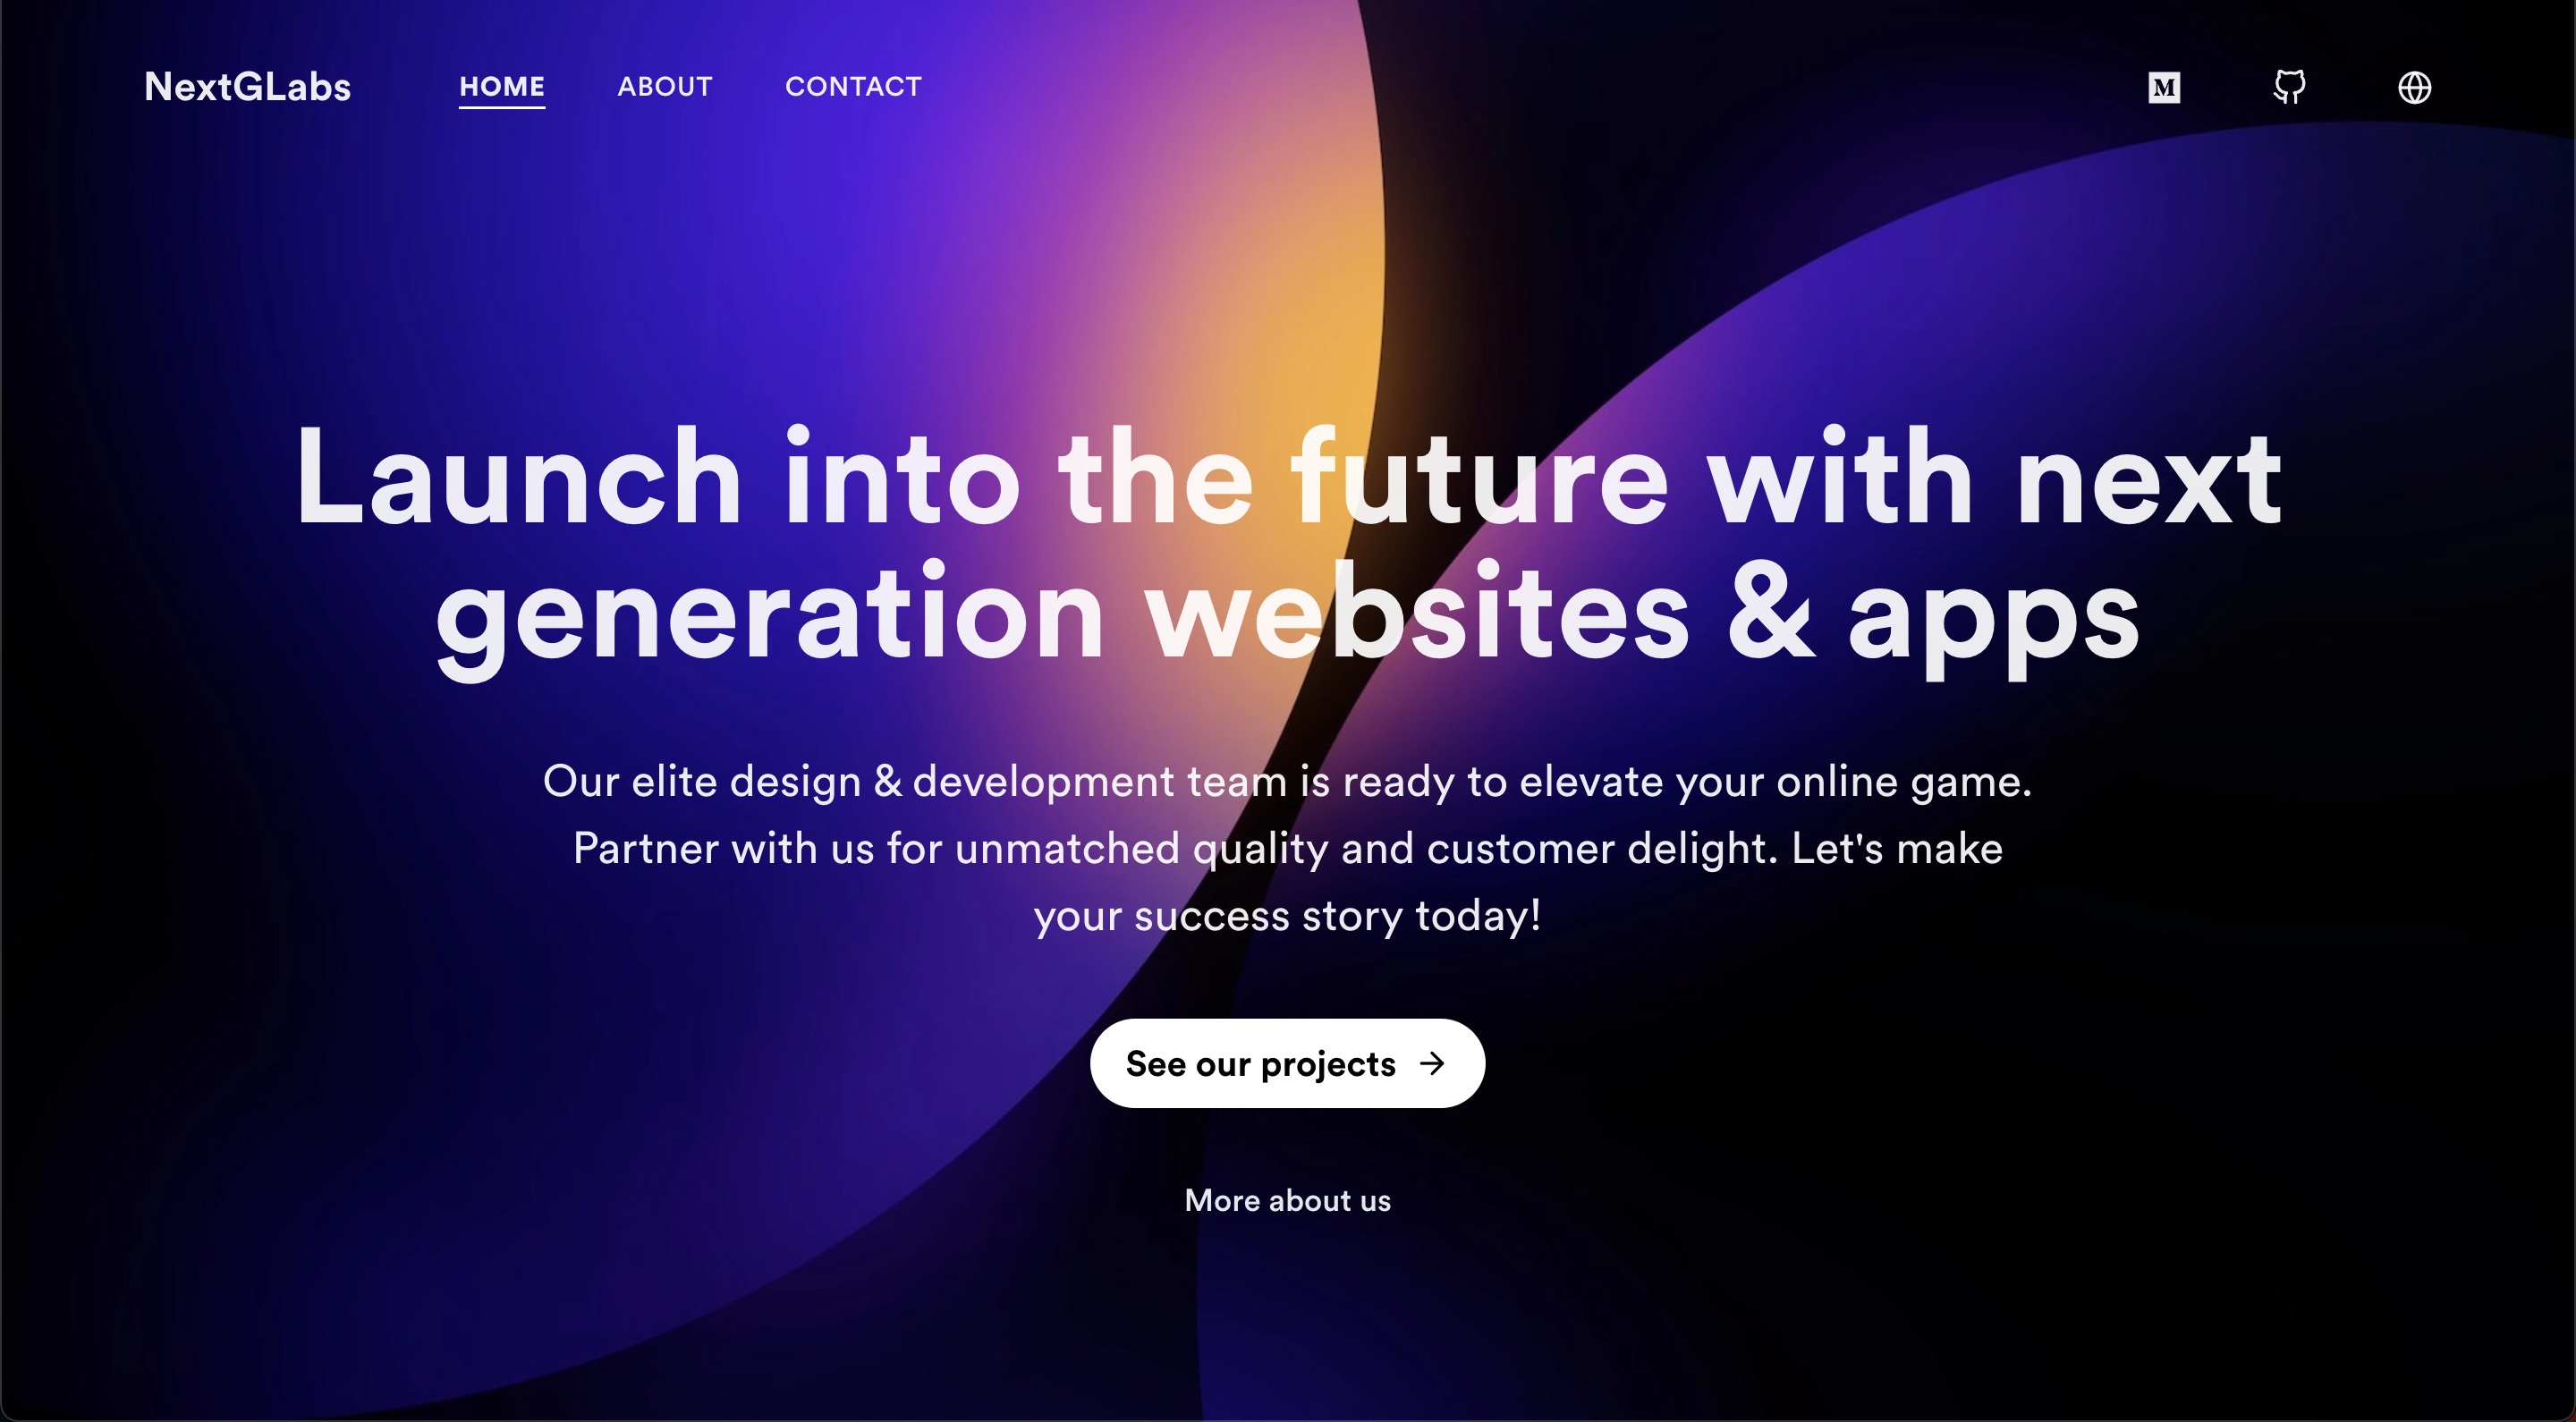 NextGLabs
HOME
ABOUT
CONTACT
M
Launch into the future with next
generation websites & apps
Our elite design & development team is ready to elevate your online game.
Partner with us for unmatched quality and customer delight. Let's make
your success story today!
See our projects →
More about us